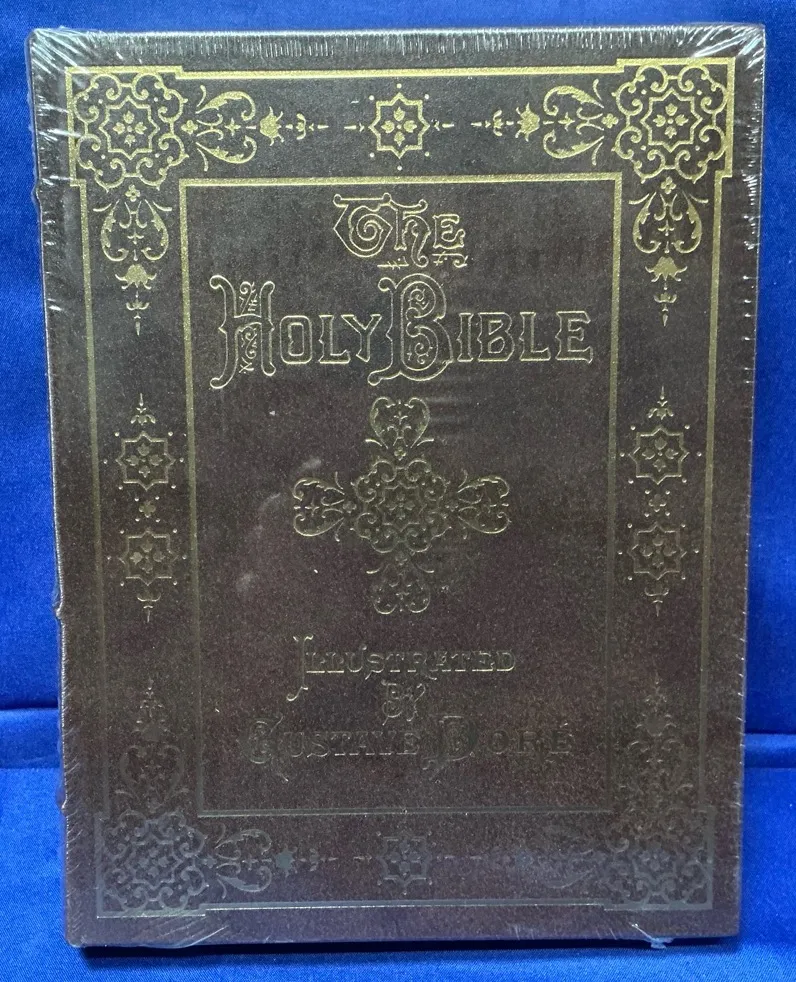 The
Holy Bible
Illustrated
By
Gustave Doré